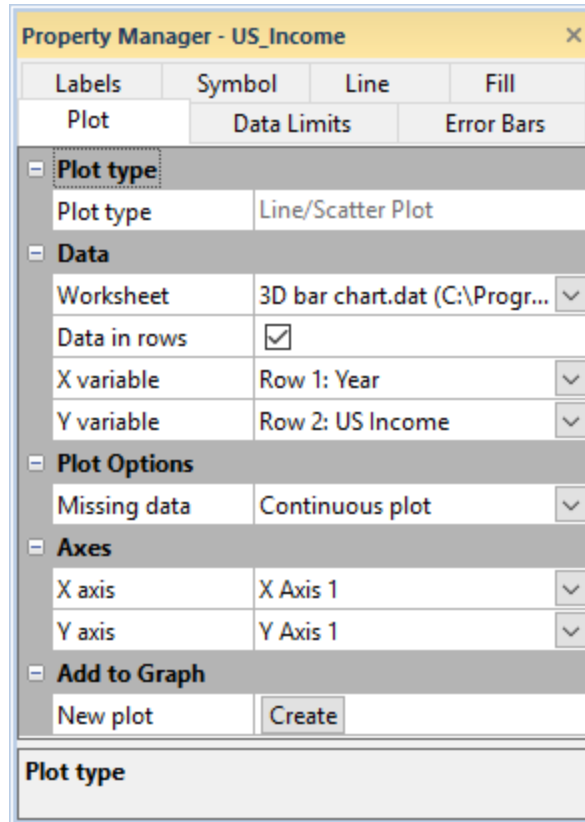 Property Manager - US_Income
Labels Symbol Line Fill
Plot Data Limits Error Bars
Plot type
Plot type Line/Scatter Plot
Data
Worksheet 3D bar chart.dat (C:\Progr...
Data in rows
X variable Row 1: Year
Y variable Row 2: US Income
Plot Options
Missing data Continuous plot
Axes
X axis X Axis 1
Y axis Y Axis 1
Add to Graph
New plot Create
Plot type